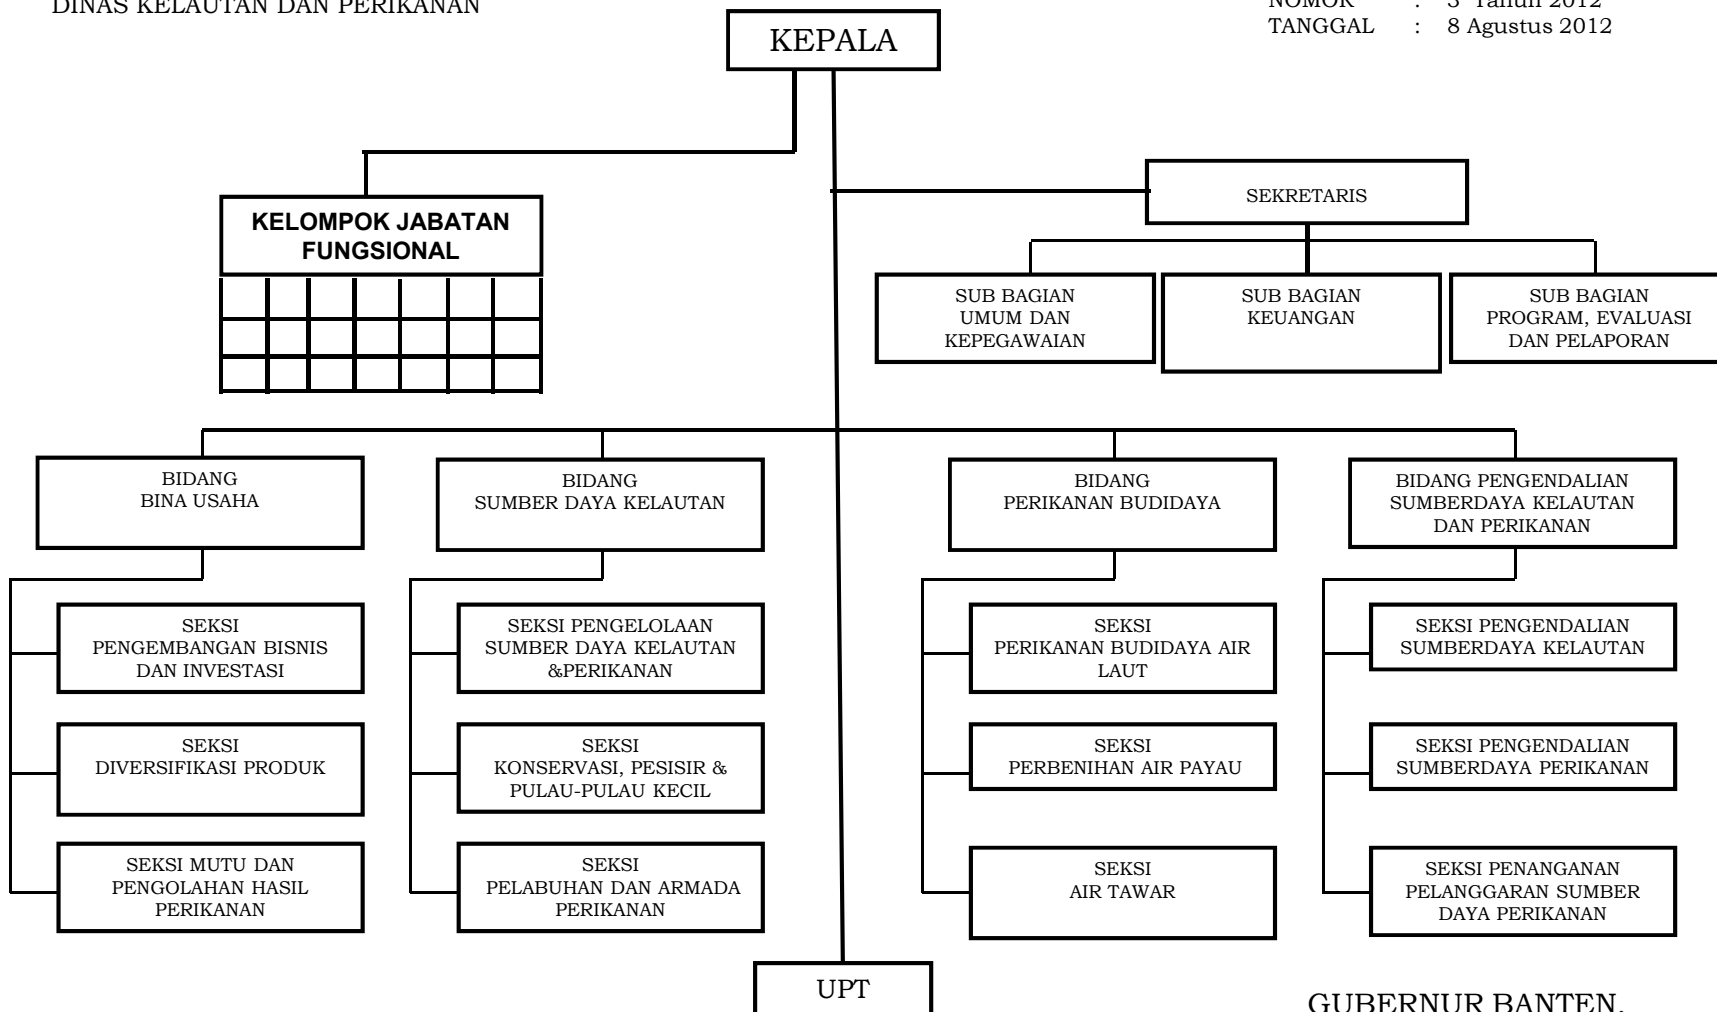 DINAS KELAUTAN DAN PERIKANAN
NOMOR : 3 Tahun 2012
TANGGAL : 8 Agustus 2012
KEPALA
KELOMPOK JABATAN
FUNGSIONAL
SEKRETARIS
SUB BAGIAN
UMUM DAN
KEPEGAWAIAN
SUB BAGIAN
KEUANGAN
SUB BAGIAN
PROGRAM, EVALUASI
DAN PELAPORAN
BIDANG
BINA USAHA
BIDANG
SUMBER DAYA KELAUTAN
BIDANG
PERIKANAN BUDIDAYA
BIDANG PENGENDALIAN
SUMBERDAYA KELAUTAN
DAN PERIKANAN
SEKSI
PENGEMBANGAN BISNIS
DAN INVESTASI
SEKSI PENGELOLAAN
SUMBER DAYA KELAUTAN
&PERIKANAN
SEKSI
PERIKANAN BUDIDAYA AIR
LAUT
SEKSI PENGENDALIAN
SUMBERDAYA KELAUTAN
SEKSI
DIVERSIFIKASI PRODUK
SEKSI
KONSERVASI, PESISIR &
PULAU-PULAU KECIL
SEKSI
PERBENIHAN AIR PAYAU
SEKSI PENGENDALIAN
SUMBERDAYA PERIKANAN
SEKSI MUTU DAN
PENGOLAHAN HASIL
PERIKANAN
SEKSI
PELABUHAN DAN ARMADA
PERIKANAN
SEKSI
AIR TAWAR
SEKSI PENANGANAN
PELANGGARAN SUMBER
DAYA PERIKANAN
UPT
GUBERNUR BANTEN,